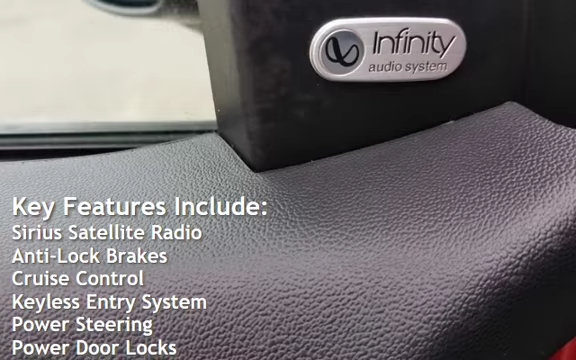 Infinity
audio system
Key Features Include:
Sirius Satellite Radio
Anti-Lock Brakes
Cruise Control
Keyless Entry System
Power Steering
Power Door Locks